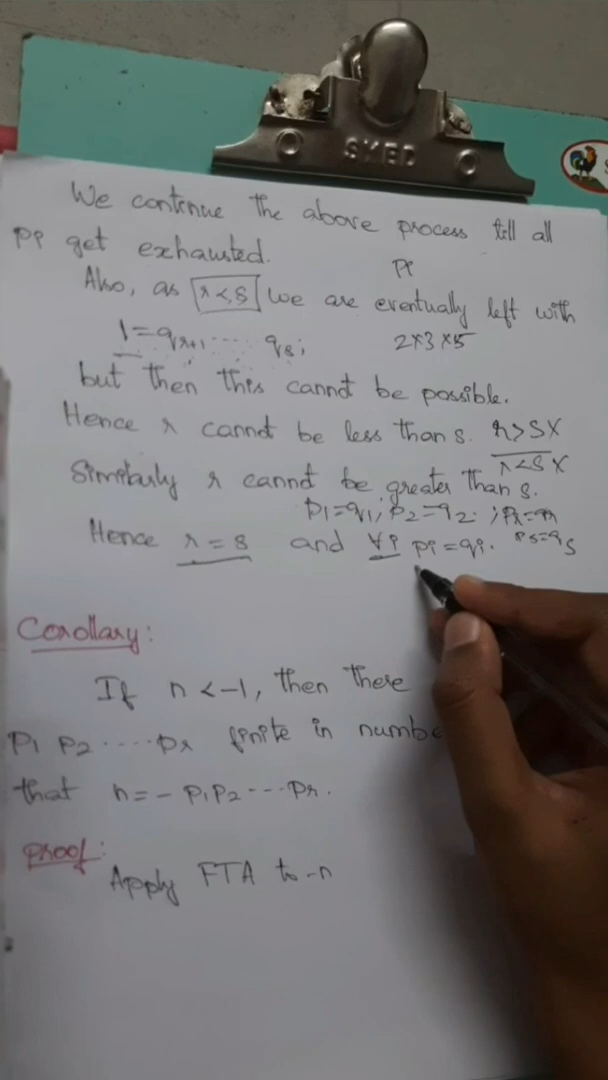 SKED
We continue the above process till all
Pi get exhausted.
Pi
Also, as r<s we are eventually left with
1 = qr+1 ..... qs;
2×3×5
but then this cannot be possible.
Hence r cannot be less than s. r>s×
r<s ×
Similarly r cannot be greater than s.
P1=q1; P2=q2; ;Pr=qr
Hence r = s and ∀i pi=qi. Ps=qs
Corollary:
If n <-1, then there
P1 P2 .....Pr finite in numbe
that n=- P1P2 ....Pr.
Proof:
Apply FTA to -n